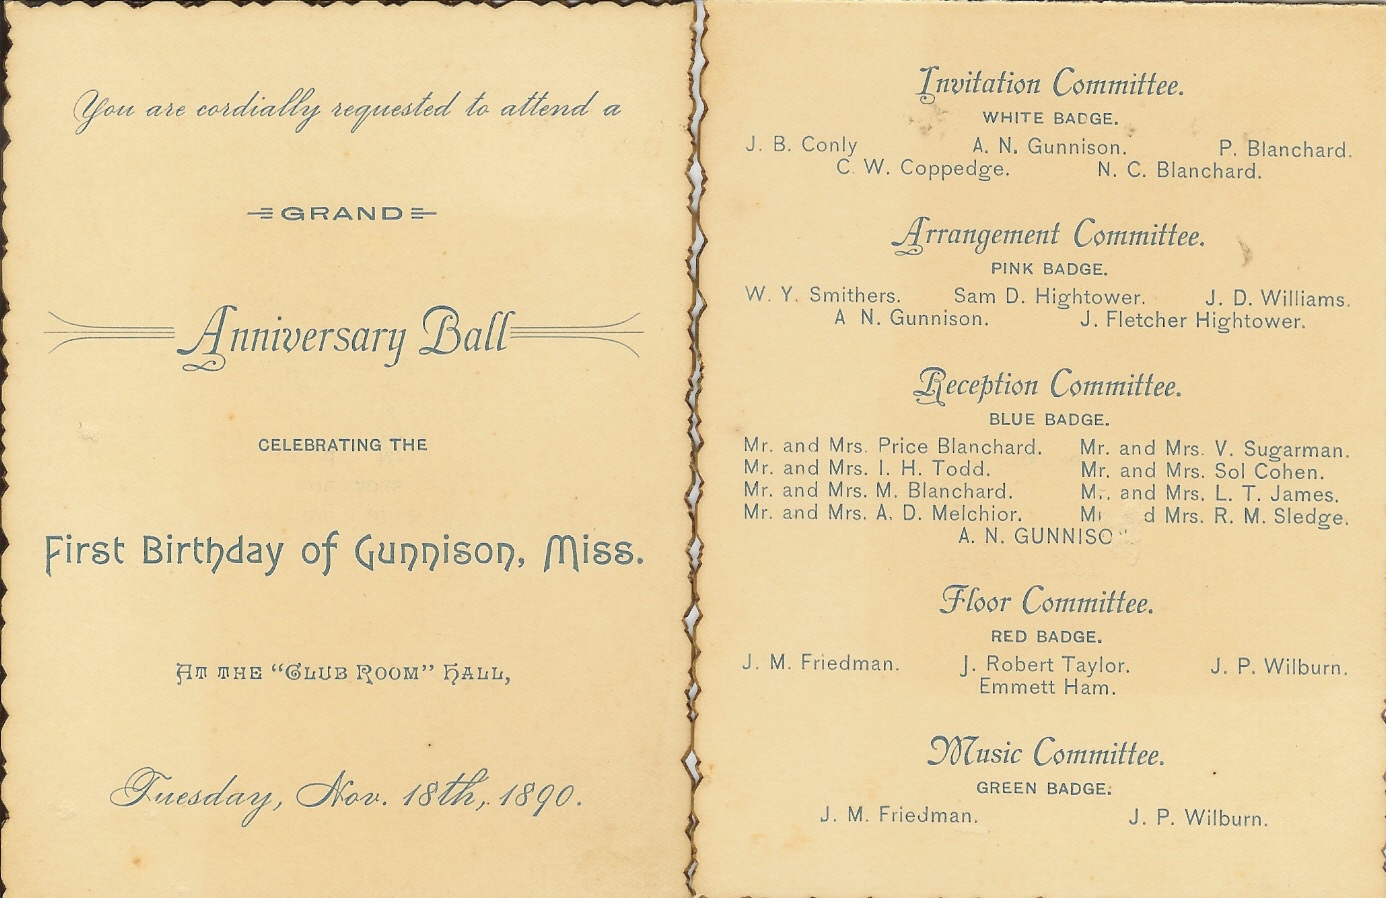 You are cordially requested to attend a
GRAND
Anniversary Ball
CELEBRATING THE
First Birthday of Gunnison, Miss.
AT THE “CLUB ROOM” HALL,
Tuesday, Nov. 18th, 1890.
Invitation Committee.
WHITE BADGE.
J. B. Conly A. N. Gunnison. P. Blanchard.
C. W. Coppedge. N. C. Blanchard.
Arrangement Committee.
PINK BADGE.
W. Y. Smithers. Sam D. Hightower. J. D. Williams.
A N. Gunnison. J. Fletcher Hightower.
Reception Committee.
BLUE BADGE.
Mr. and Mrs. Price Blanchard. Mr. and Mrs. V. Sugarman.
Mr. and Mrs. I. H. Todd. Mr. and Mrs. Sol Cohen.
Mr. and Mrs. M. Blanchard. Mr. and Mrs. L. T. James.
Mr. and Mrs. A. D. Melchior. Mrs. R. M. Sledge.
A. N. GUNNISO
Floor Committee.
RED BADGE.
J. M. Friedman. J. Robert Taylor. J. P. Wilburn.
Emmett Ham.
Music Committee.
GREEN BADGE.
J. M. Friedman. J. P. Wilburn.